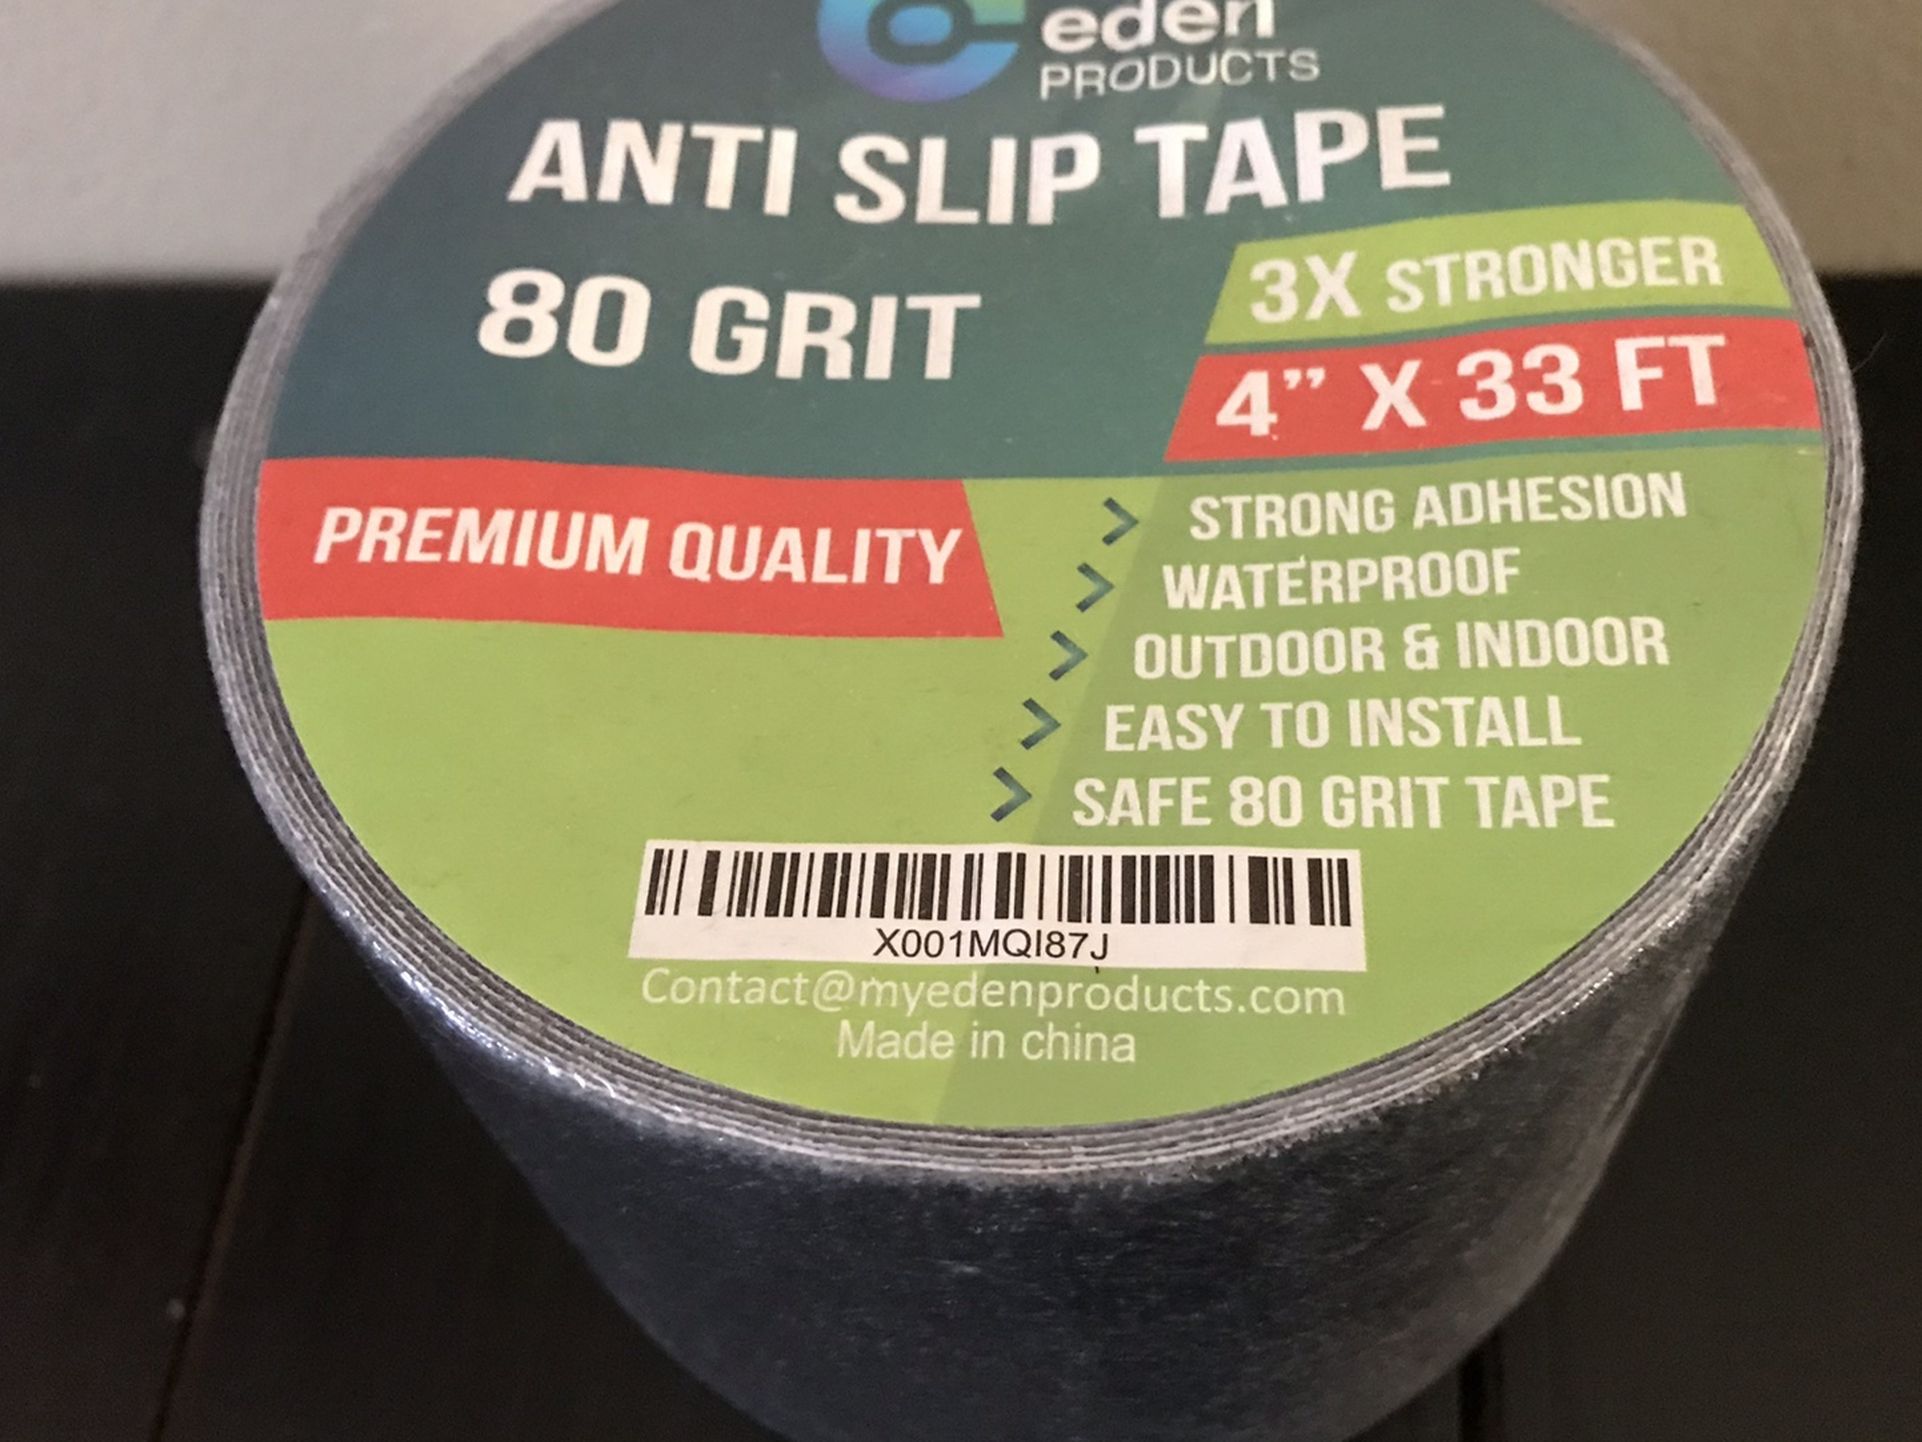 eden
PRODUCTS
ANTI SLIP TAPE
80 GRIT
3X STRONGER
4” X 33 FT
PREMIUM QUALITY
> STRONG ADHESION
> WATERPROOF
> OUTDOOR & INDOOR
> EASY TO INSTALL
> SAFE 80 GRIT TAPE
X001MQI87J
Contact@myedenproducts.com
Made in china